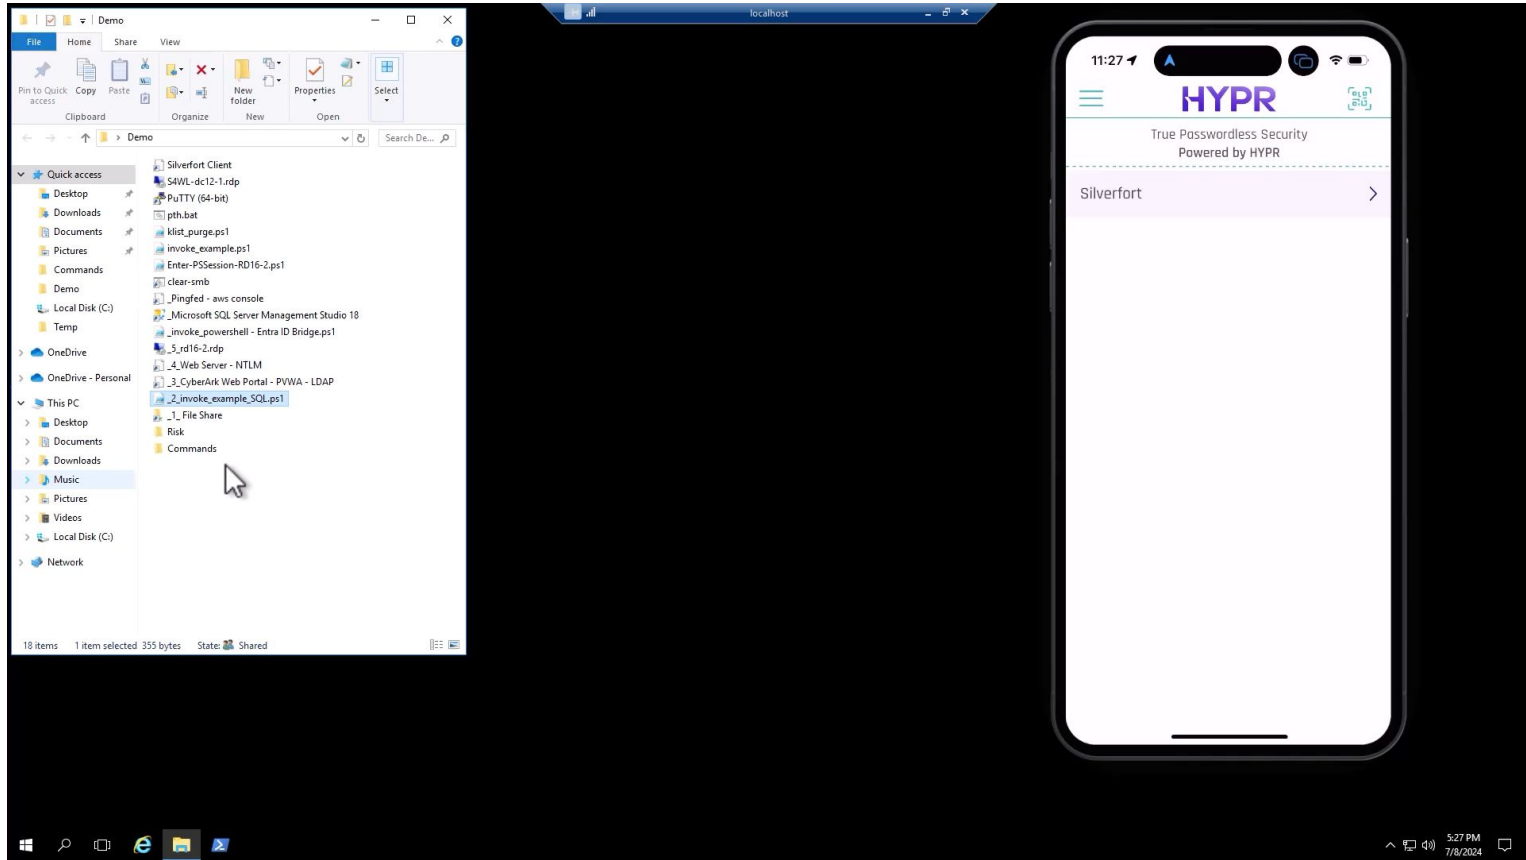 Demo
localhost
File Home Share View
Pin to Quick access
Copy
Paste
New folder
Properties
Select
Clipboard
Organize
New
Open
Demo
Search De...
Quick access
Desktop
Downloads
Documents
Pictures
Commands
Demo
Local Disk (C:)
Temp
OneDrive
OneDrive - Personal
This PC
Desktop
Documents
Downloads
Music
Pictures
Videos
Local Disk (C:)
Network
Silverfort Client
S4WL-dc12-1.rdp
PuTTY (64-bit)
pth.bat
klist_purge.ps1
invoke_example.ps1
Enter-PSSession-RD16-2.ps1
clear-smb
_Pingfed - aws console
_Microsoft SQL Server Management Studio 18
_invoke_powershell - Entra ID Bridge.ps1
_5_rd16-2.rdp
_4_Web Server - NTLM
_3_CyberArk Web Portal - PVWA - LDAP
_2_invoke_example_SQL.ps1
_1_ File Share
Risk
Commands
18 items 1 item selected 355 bytes State: Shared
11:27
HYPR
True Passwordless Security
Powered by HYPR
Silverfort
5:27 PM
7/8/2024